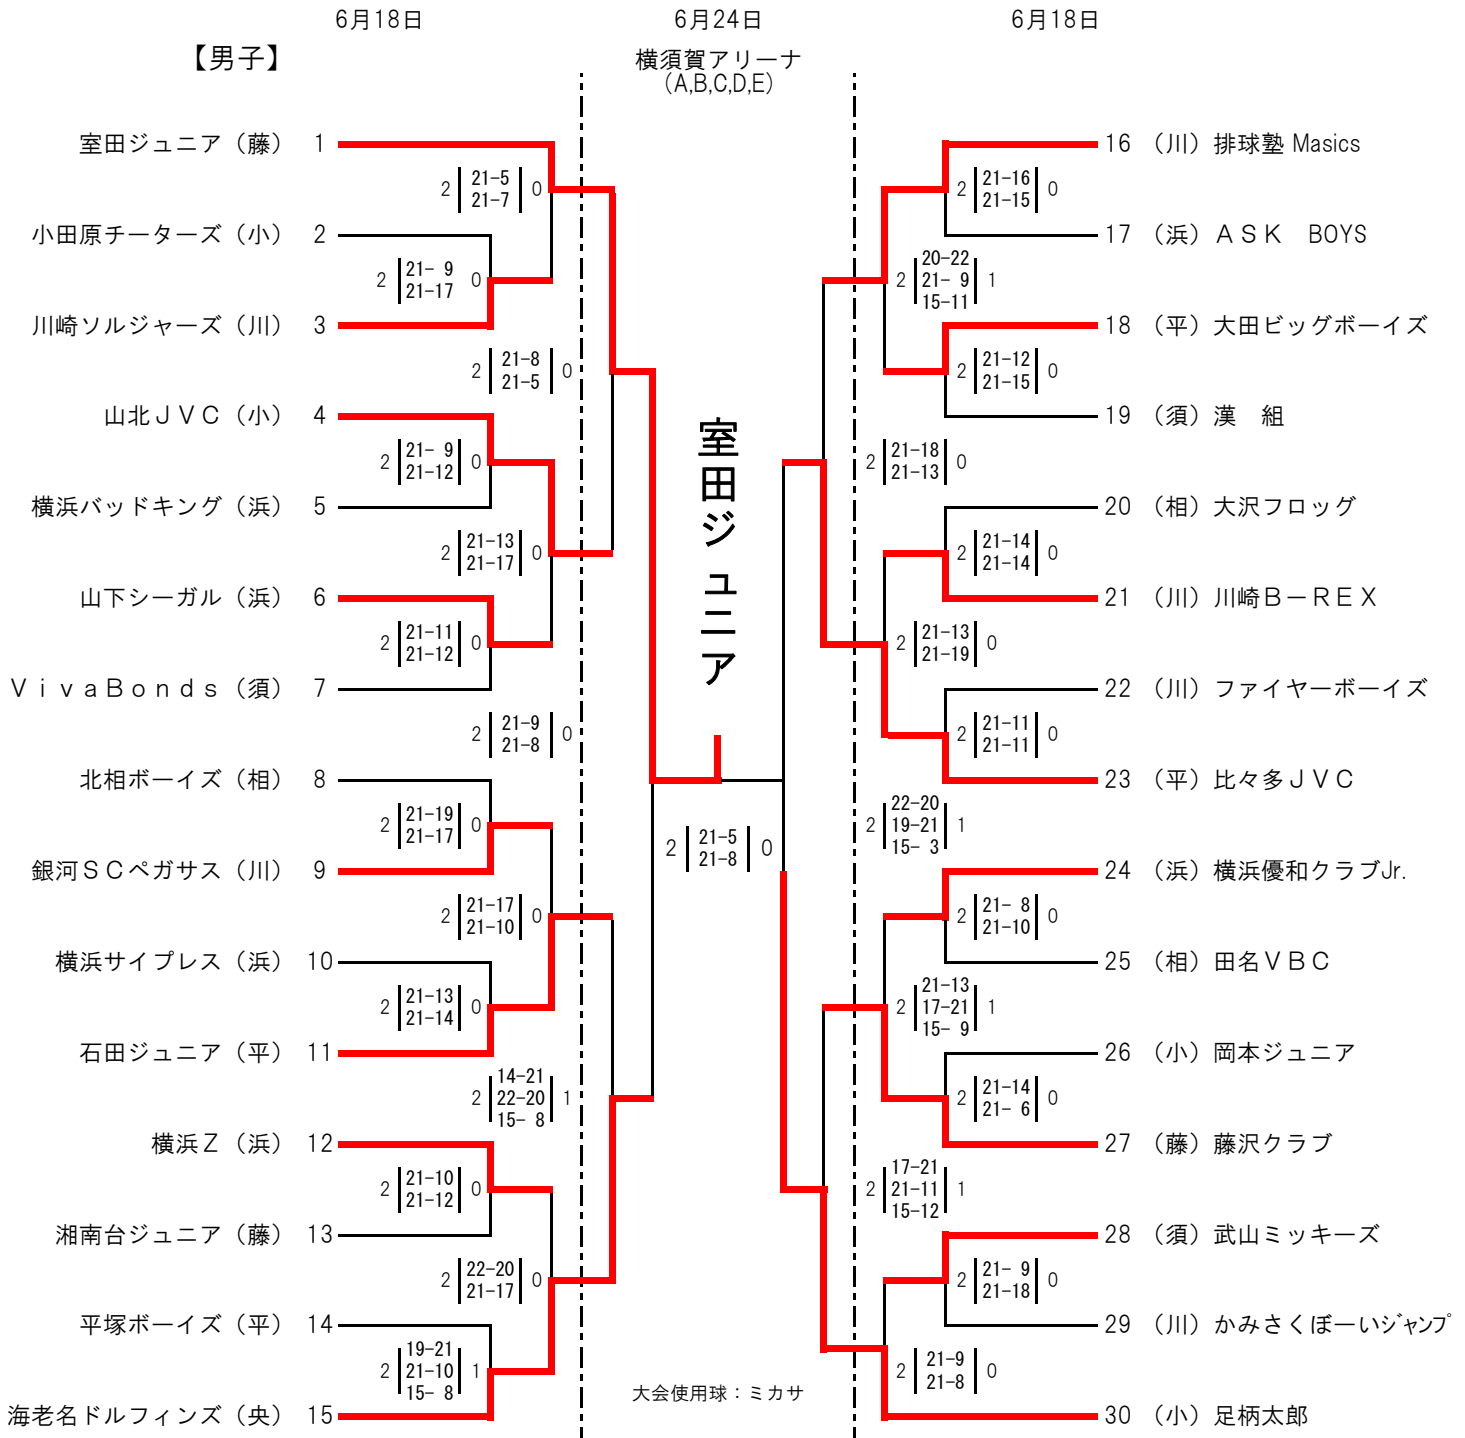 6月18日
6月24日
6月18日
【男子】
横須賀アリーナ
(A,B,C,D,E)
室田ジュニア（藤） 1
2 21-5 0
21-7
小田原チーターズ（小） 2
2 21- 9 0
21-17
川崎ソルジャーズ（川） 3
2 21-8 0
21-5
山北ＪＶＣ（小） 4
2 21- 9 0
21-12
横浜バッドキング（浜） 5
2 21-13 0
21-17
山下シーガル（浜） 6
2 21-11 0
21-12
ＶｉｖａＢｏｎｄｓ（須） 7
2 21-9 0
21-8
北相ボーイズ（相） 8
2 21-19 0
21-17
銀河ＳＣペガサス（川） 9
2 21-17 0
21-10
横浜サイプレス（浜） 10
2 21-13 0
21-14
石田ジュニア（平） 11
14-21
2 22-20 1
15- 8
横浜Ｚ（浜） 12
2 21-10 0
21-12
湘南台ジュニア（藤） 13
2 22-20 0
21-17
平塚ボーイズ（平） 14
19-21
2 21-10 1
15- 8
海老名ドルフィンズ（央） 15
室田ジュニア
2 21-5 0
21-8
大会使用球：ミカサ
16 （川）排球塾 Masics
2 21-16 0
21-15
17 （浜）ＡＳＫ　BOYS
20-22
2 21- 9 1
15-11
18 （平）大田ビッグボーイズ
2 21-12 0
21-15
19 （須）漢　組
2 21-18 0
21-13
20 （相）大沢フロッグ
2 21-14 0
21-14
21 （川）川崎Ｂ－ＲＥＸ
2 21-13 0
21-19
22 （川）ファイヤーボーイズ
2 21-11 0
21-11
23 （平）比々多ＪＶＣ
22-20
2 19-21 1
15- 3
24 （浜）横浜優和クラブJr.
2 21- 8 0
21-10
25 （相）田名ＶＢＣ
21-13
2 17-21 1
15- 9
26 （小）岡本ジュニア
2 21-14 0
21- 6
27 （藤）藤沢クラブ
17-21
2 21-11 1
15-12
28 （須）武山ミッキーズ
2 21- 9 0
21-18
29 （川）かみさくぼーいｼﾞｬﾝﾌﾟ
2 21-9 0
21-8
30 （小）足柄太郎